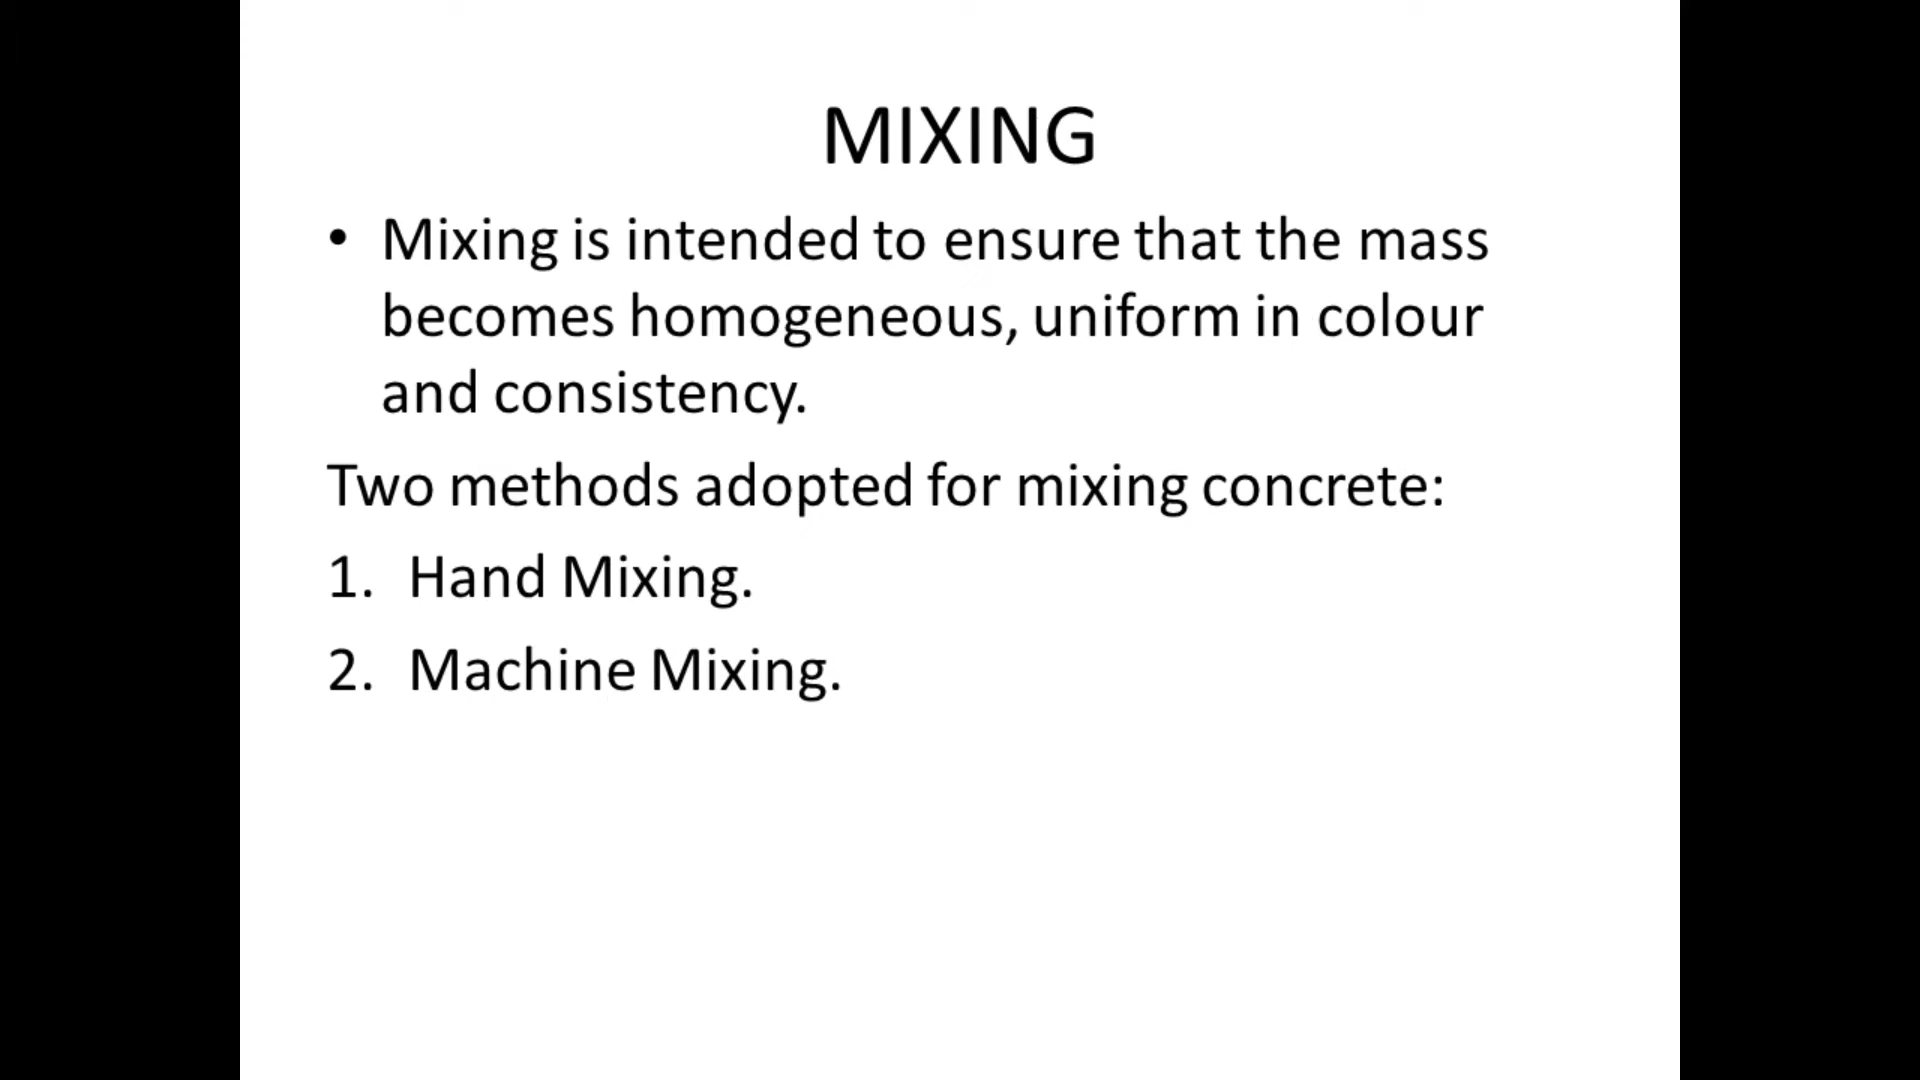 MIXING
• Mixing is intended to ensure that the mass
becomes homogeneous, uniform in colour
and consistency.
Two methods adopted for mixing concrete:
1. Hand Mixing.
2. Machine Mixing.